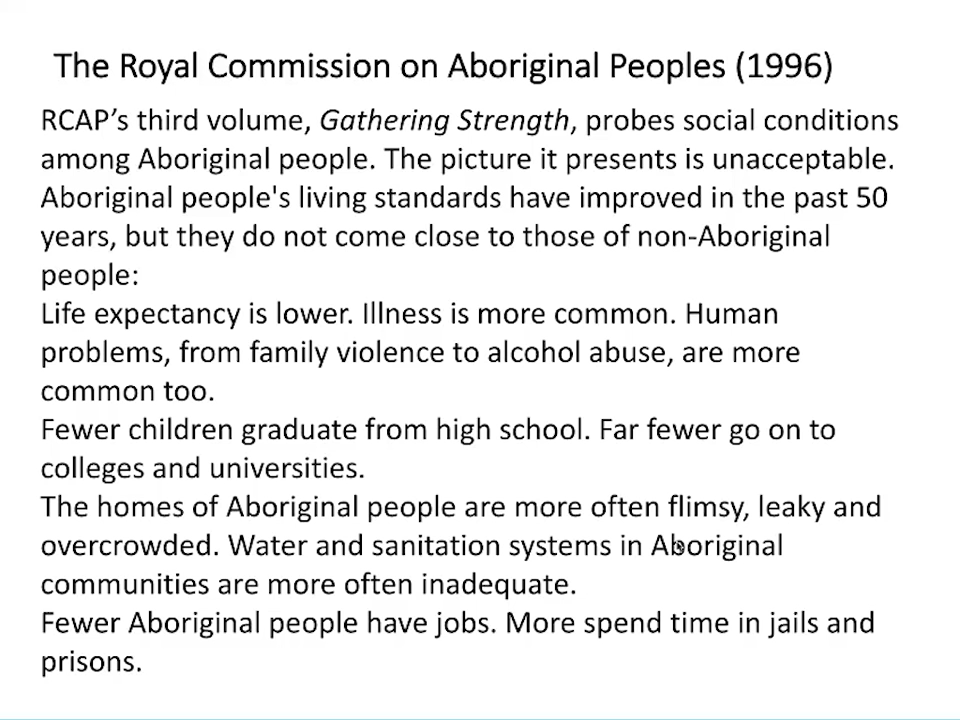 The Royal Commission on Aboriginal Peoples (1996)
RCAP’s third volume, Gathering Strength, probes social conditions
among Aboriginal people. The picture it presents is unacceptable.
Aboriginal people's living standards have improved in the past 50
years, but they do not come close to those of non-Aboriginal
people:
Life expectancy is lower. Illness is more common. Human
problems, from family violence to alcohol abuse, are more
common too.
Fewer children graduate from high school. Far fewer go on to
colleges and universities.
The homes of Aboriginal people are more often flimsy, leaky and
overcrowded. Water and sanitation systems in Aboriginal
communities are more often inadequate.
Fewer Aboriginal people have jobs. More spend time in jails and
prisons.